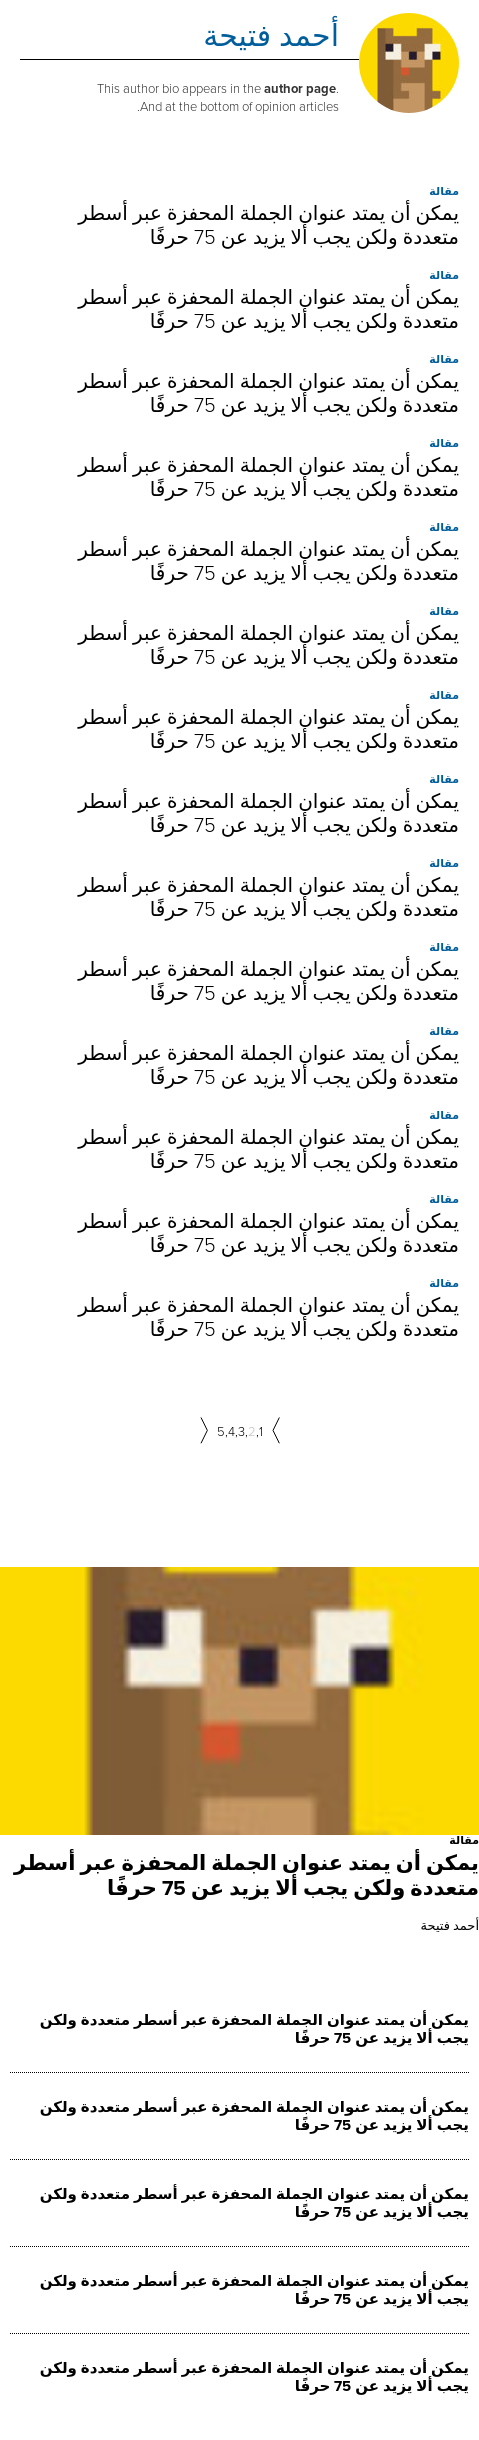 أحمد فتيحة
This author bio appears in the author page.
And at the bottom of opinion articles.
مقالة
يمكن أن يمتد عنوان الجملة المحفزة عبر أسطر
متعددة ولكن يجب ألا يزيد عن 75 حرفًا
مقالة
يمكن أن يمتد عنوان الجملة المحفزة عبر أسطر
متعددة ولكن يجب ألا يزيد عن 75 حرفًا
مقالة
يمكن أن يمتد عنوان الجملة المحفزة عبر أسطر
متعددة ولكن يجب ألا يزيد عن 75 حرفًا
مقالة
يمكن أن يمتد عنوان الجملة المحفزة عبر أسطر
متعددة ولكن يجب ألا يزيد عن 75 حرفًا
مقالة
يمكن أن يمتد عنوان الجملة المحفزة عبر أسطر
متعددة ولكن يجب ألا يزيد عن 75 حرفًا
مقالة
يمكن أن يمتد عنوان الجملة المحفزة عبر أسطر
متعددة ولكن يجب ألا يزيد عن 75 حرفًا
مقالة
يمكن أن يمتد عنوان الجملة المحفزة عبر أسطر
متعددة ولكن يجب ألا يزيد عن 75 حرفًا
مقالة
يمكن أن يمتد عنوان الجملة المحفزة عبر أسطر
متعددة ولكن يجب ألا يزيد عن 75 حرفًا
مقالة
يمكن أن يمتد عنوان الجملة المحفزة عبر أسطر
متعددة ولكن يجب ألا يزيد عن 75 حرفًا
مقالة
يمكن أن يمتد عنوان الجملة المحفزة عبر أسطر
متعددة ولكن يجب ألا يزيد عن 75 حرفًا
مقالة
يمكن أن يمتد عنوان الجملة المحفزة عبر أسطر
متعددة ولكن يجب ألا يزيد عن 75 حرفًا
مقالة
يمكن أن يمتد عنوان الجملة المحفزة عبر أسطر
متعددة ولكن يجب ألا يزيد عن 75 حرفًا
مقالة
يمكن أن يمتد عنوان الجملة المحفزة عبر أسطر
متعددة ولكن يجب ألا يزيد عن 75 حرفًا
مقالة
يمكن أن يمتد عنوان الجملة المحفزة عبر أسطر
متعددة ولكن يجب ألا يزيد عن 75 حرفًا
5,4,3,2,1
مقالة
يمكن أن يمتد عنوان الجملة المحفزة عبر أسطر
متعددة ولكن يجب ألا يزيد عن 75 حرفًا
أحمد فتيحة
يمكن أن يمتد عنوان الجملة المحفزة عبر أسطر متعددة ولكن
يجب ألا يزيد عن 75 حرفًا
يمكن أن يمتد عنوان الجملة المحفزة عبر أسطر متعددة ولكن
يجب ألا يزيد عن 75 حرفًا
يمكن أن يمتد عنوان الجملة المحفزة عبر أسطر متعددة ولكن
يجب ألا يزيد عن 75 حرفًا
يمكن أن يمتد عنوان الجملة المحفزة عبر أسطر متعددة ولكن
يجب ألا يزيد عن 75 حرفًا
يمكن أن يمتد عنوان الجملة المحفزة عبر أسطر متعددة ولكن
يجب ألا يزيد عن 75 حرفًا